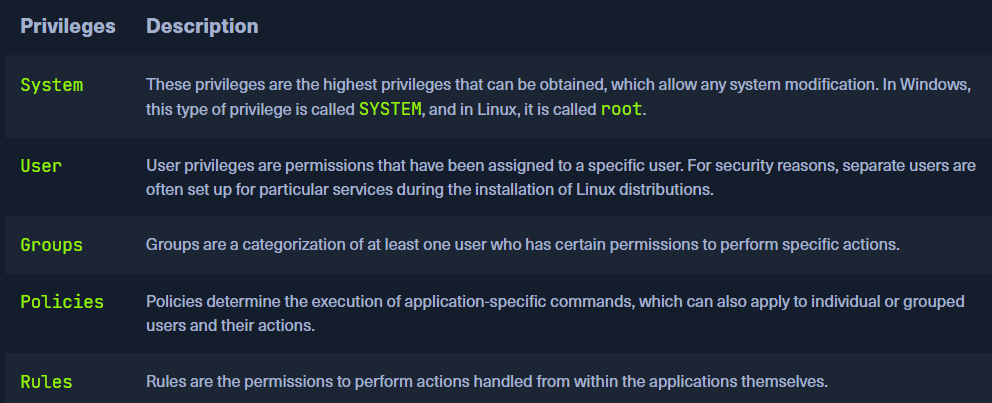 Privileges Description
System These privileges are the highest privileges that can be obtained, which allow any system modification. In Windows,
this type of privilege is called SYSTEM, and in Linux, it is called root.
User User privileges are permissions that have been assigned to a specific user. For security reasons, separate users are
often set up for particular services during the installation of Linux distributions.
Groups Groups are a categorization of at least one user who has certain permissions to perform specific actions.
Policies Policies determine the execution of application-specific commands, which can also apply to individual or grouped
users and their actions.
Rules Rules are the permissions to perform actions handled from within the applications themselves.